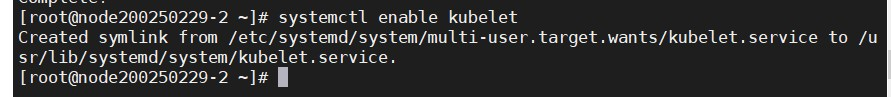 [root@node200250229-2 ~]# systemctl enable kubelet
Created symlink from /etc/systemd/system/multi-user.target.wants/kubelet.service to /u
sr/lib/systemd/system/kubelet.service.
[root@node200250229-2 ~]#